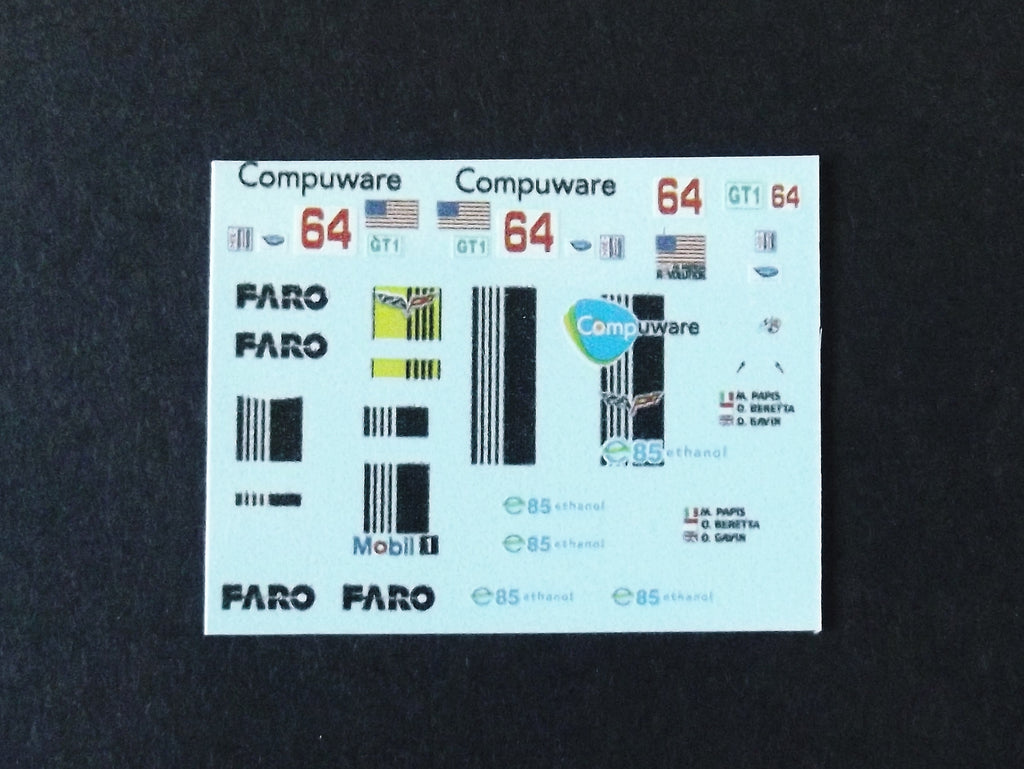 Compuware
Compuware
64
GT1 64
64
GT1
GT1
64
FARO
FARO
Compuware
M. PAPIS
O. BERETTA
O. GAVIN
e85 ethanol
e85 ethanol
e85 ethanol
M. PAPIS
O. BERETTA
O. GAVIN
Mobil 1
FARO
FARO
e85 ethanol
e85 ethanol